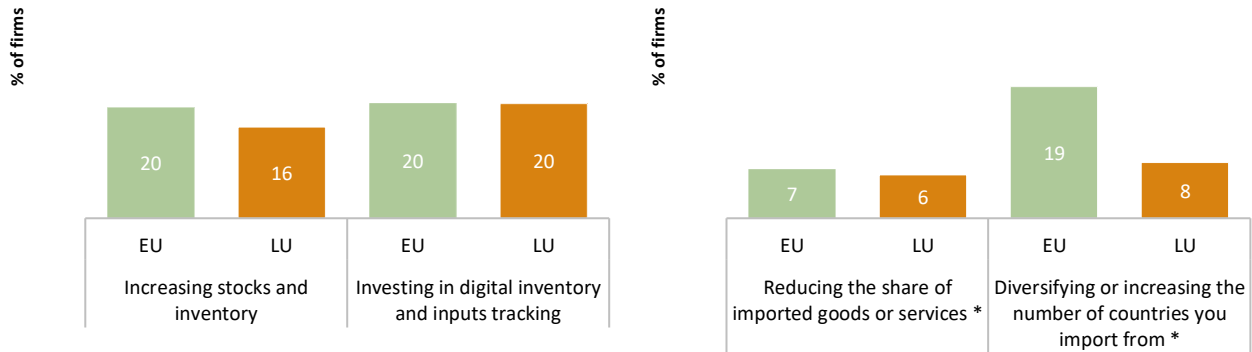 % of firms
20
16
20
20
EU
LU
EU
LU
Increasing stocks and
inventory
Investing in digital inventory
and inputs tracking
% of firms
7
6
19
8
EU
LU
EU
LU
Reducing the share of
imported goods or services *
Diversifying or increasing the
number of countries you
import from *